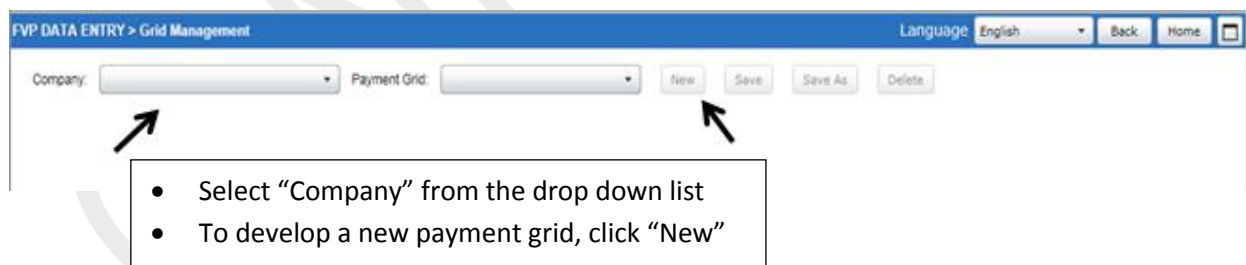 FVP DATA ENTRY > Grid Management Language English Back Home
Company: Payment Grid: New Save Save As Delete
• Select “Company” from the drop down list
• To develop a new payment grid, click “New”